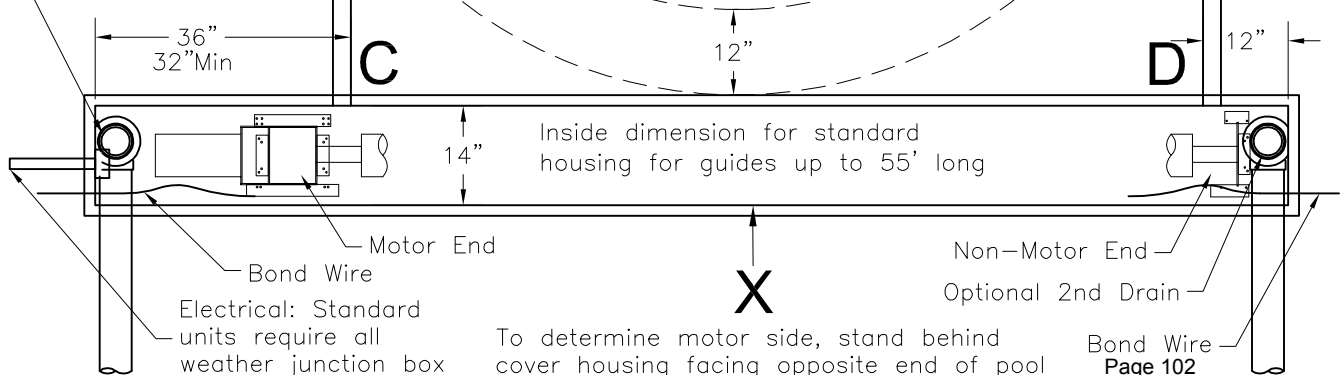 36"
32"Min
C
12"
D
12"
14"
Inside dimension for standard
housing for guides up to 55' long
Motor End
Bond Wire
Electrical: Standard
units require all
weather junction box
X
To determine motor side, stand behind
cover housing facing opposite end of pool
Non-Motor End
Optional 2nd Drain
Bond Wire
Page 102